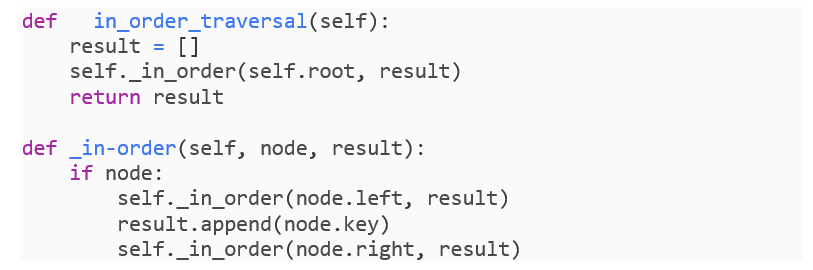 def   in_order_traversal(self):
    result = []
    self._in_order(self.root, result)
    return result

def _in-order(self, node, result):
    if node:
        self._in_order(node.left, result)
        result.append(node.key)
        self._in_order(node.right, result)